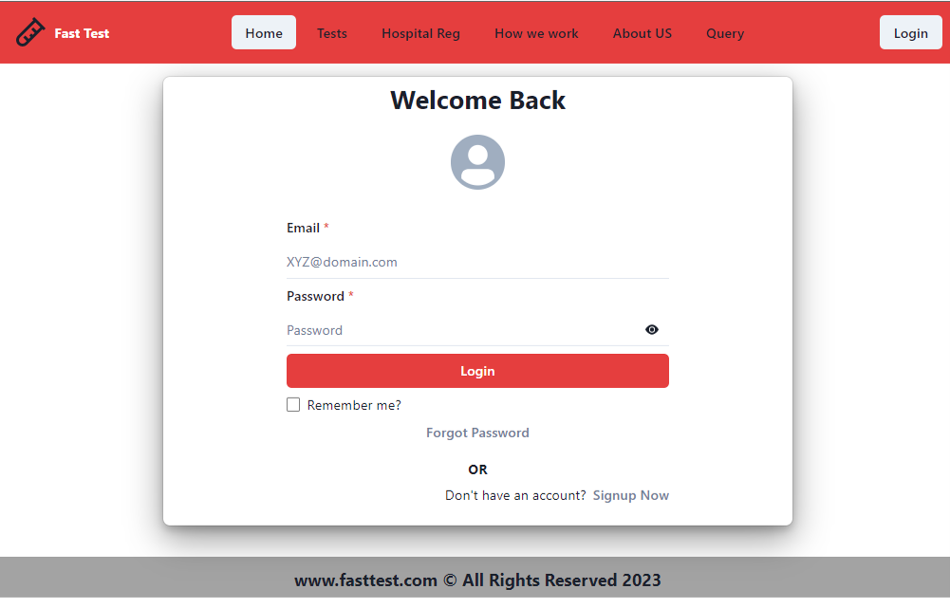 Fast Test Home Tests Hospital Reg How we work About US Query Login
Welcome Back
Email *
XYZ@domain.com
Password *
Password
Login
Remember me?
Forgot Password
OR
Don't have an account? Signup Now
www.fasttest.com © All Rights Reserved 2023